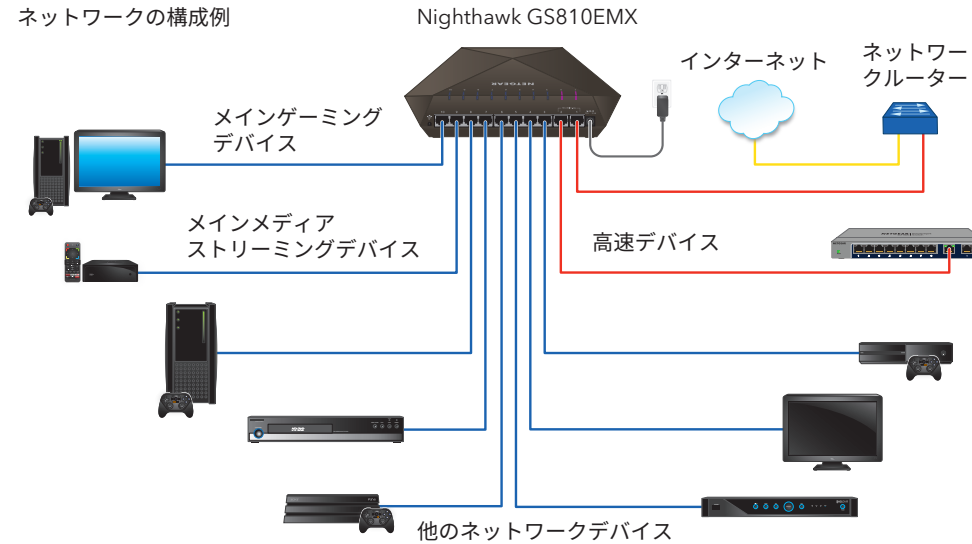 ネットワークの構成例
Nighthawk GS810EMX
インターネット
ネットワー
クルーター
NETGEAR
メインゲーミング
デバイス
メインメディア
ストリーミングデバイス
高速デバイス
他のネットワークデバイス